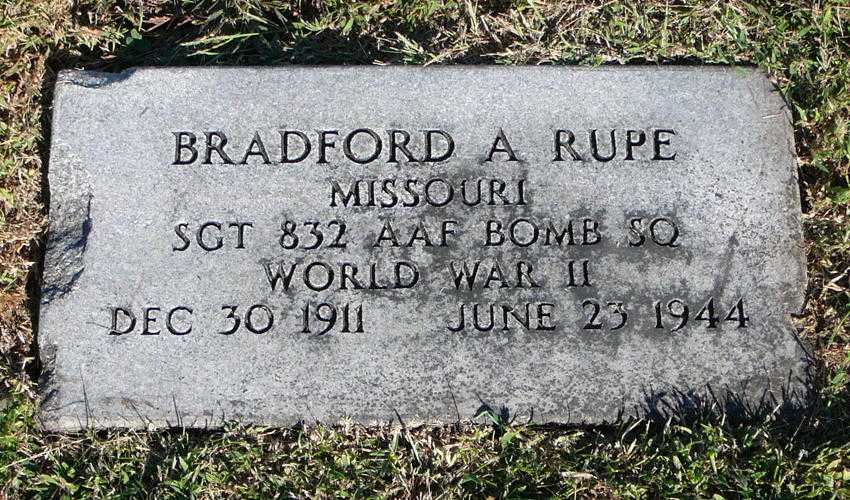 BRADFORD A RUPE
MISSOURI
SGT 832 AAF BOMB SQ
WORLD WAR II
DEC 30 1911 JUNE 23 1944